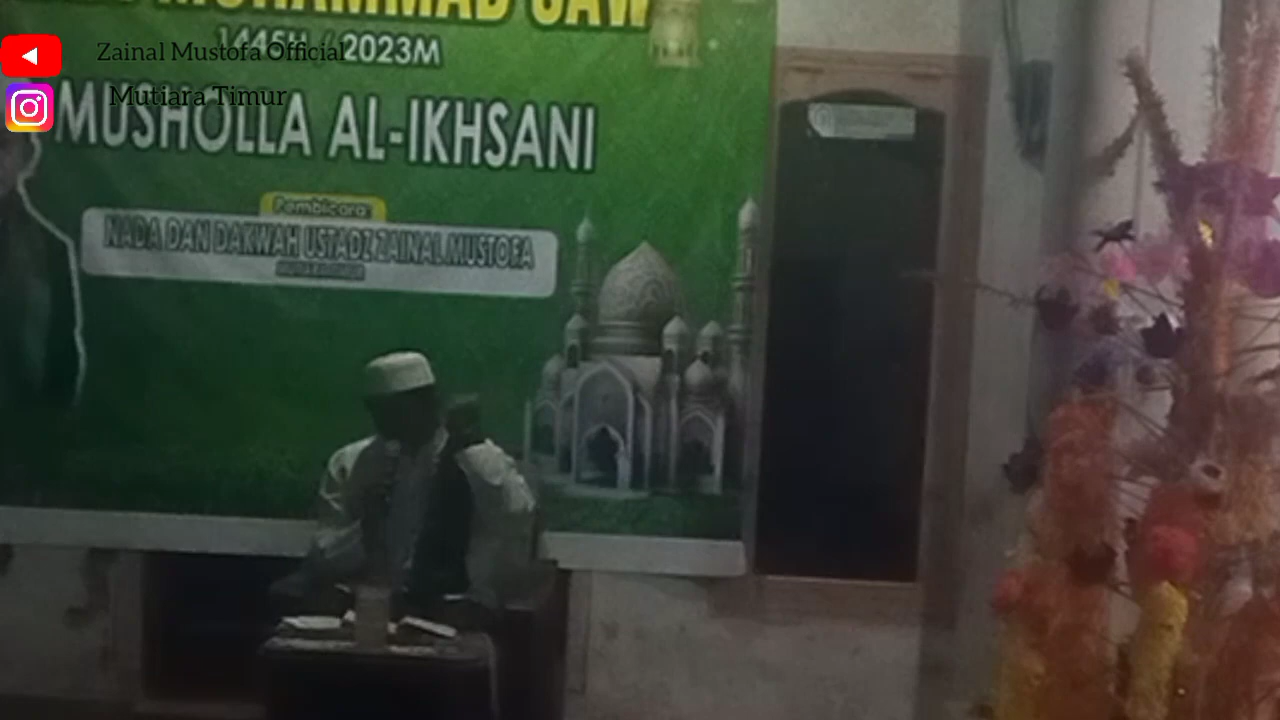 MUHAMMAD SAW
1445H / 2023M
Zainal Mustofa Official
Mutiara Timur
MUSHOLLA AL-IKHSANI
Pembicara:
NADA DAN DAKWAH USTADZ ZAINAL MUSTOFA